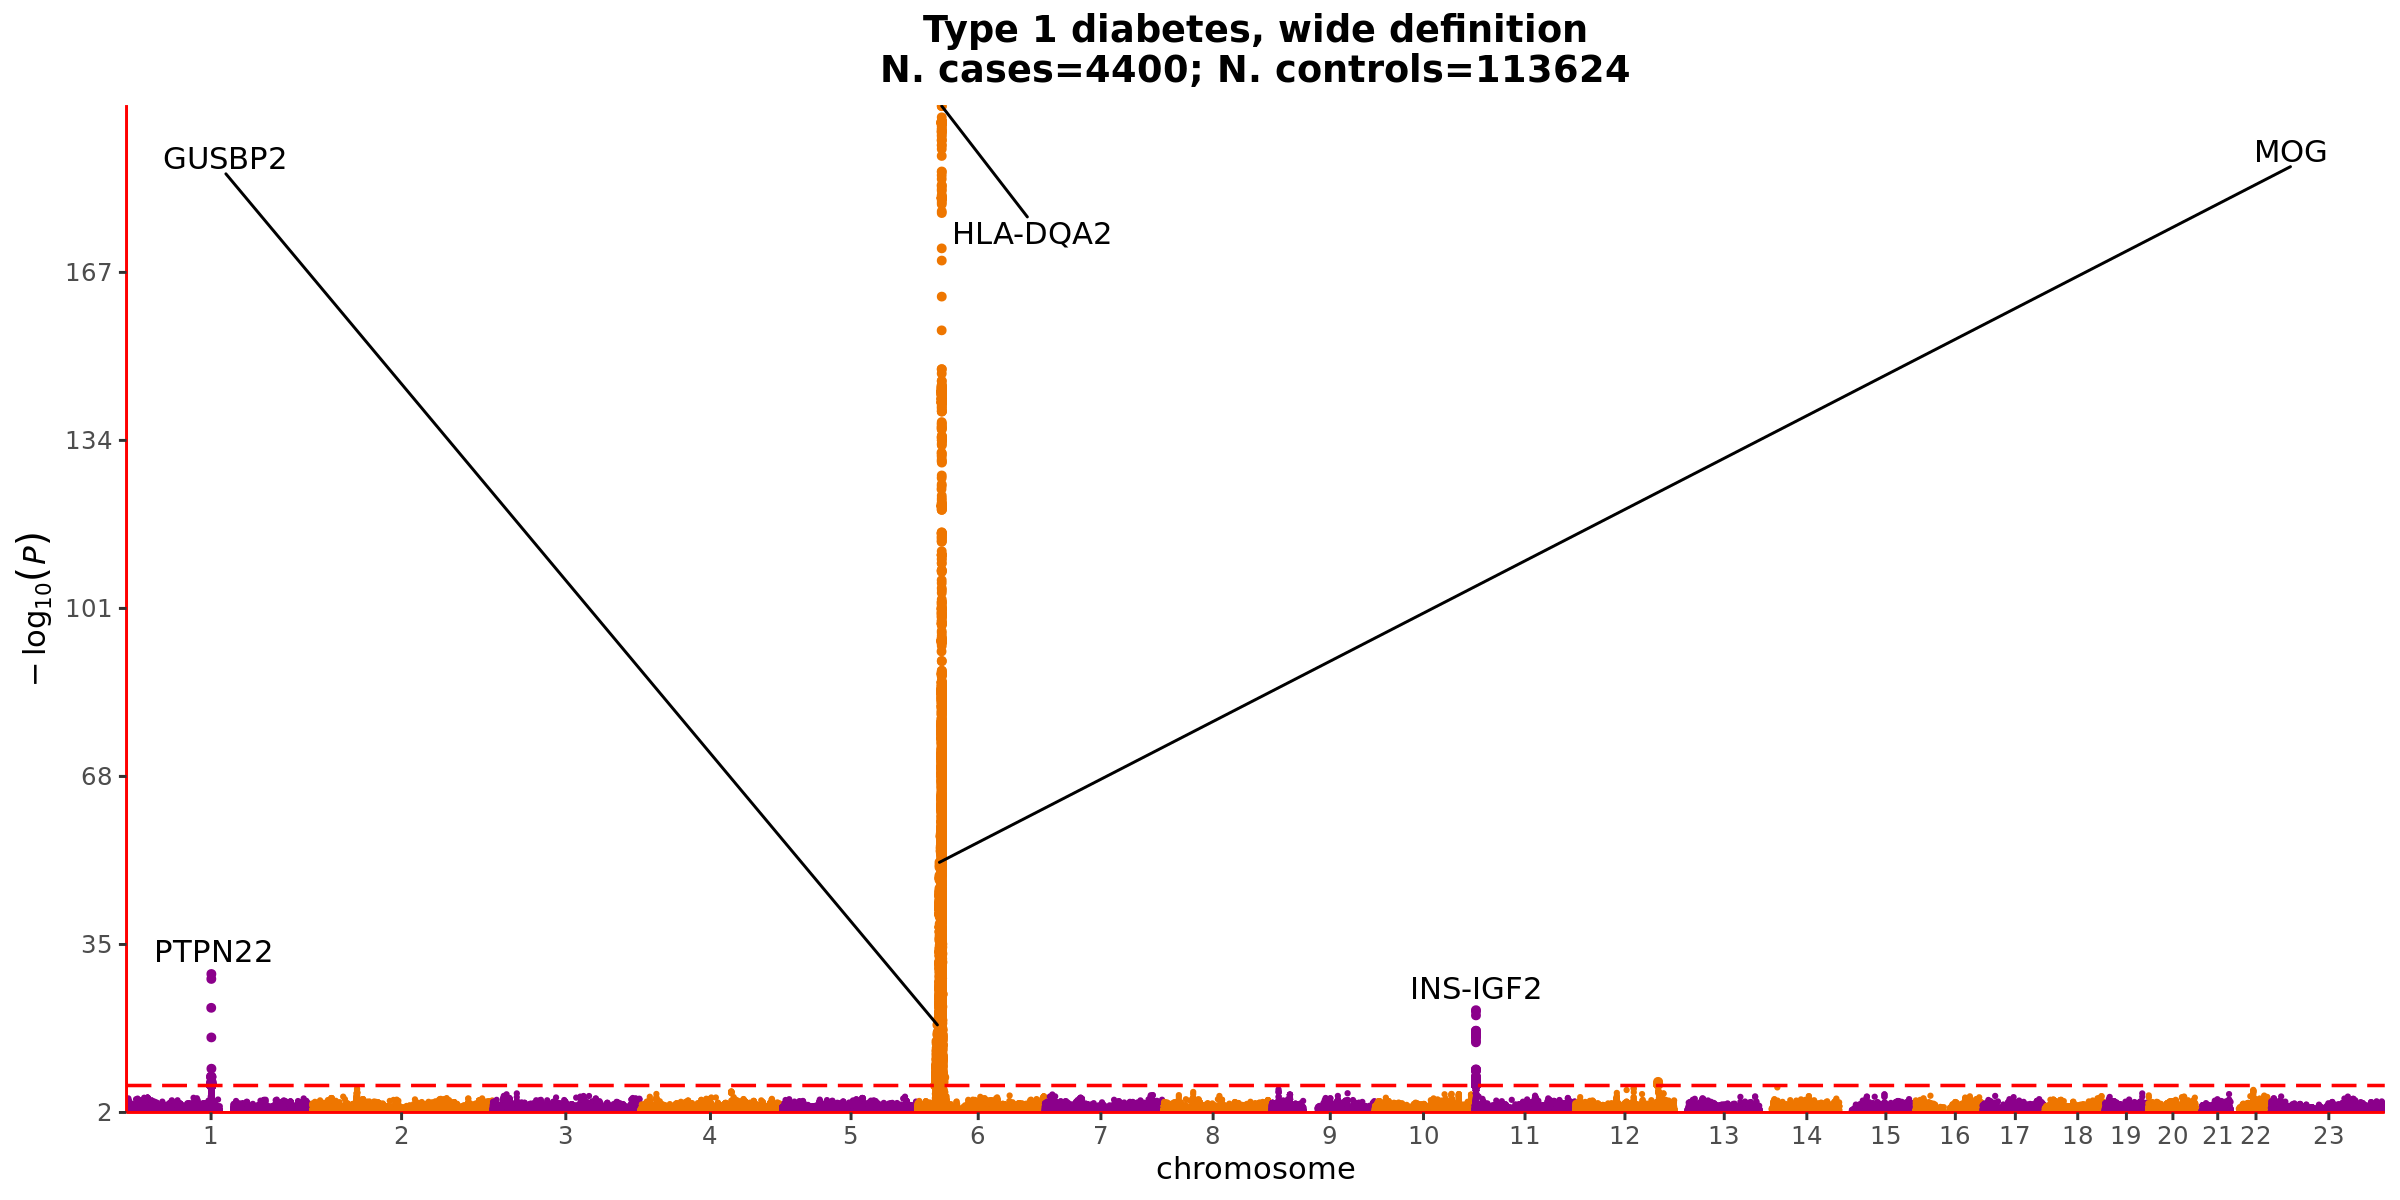 Type 1 diabetes, wide definition
N. cases=4400; N. controls=113624
GUSBP2
MOG
HLA-DQA2
PTPN22
INS-IGF2
− log10(P)
167
134
101
68
35
2
1 2 3 4 5 6 7 8 9 10 11 12 13 14 15 16 17 18 19 20 21 22 23
chromosome